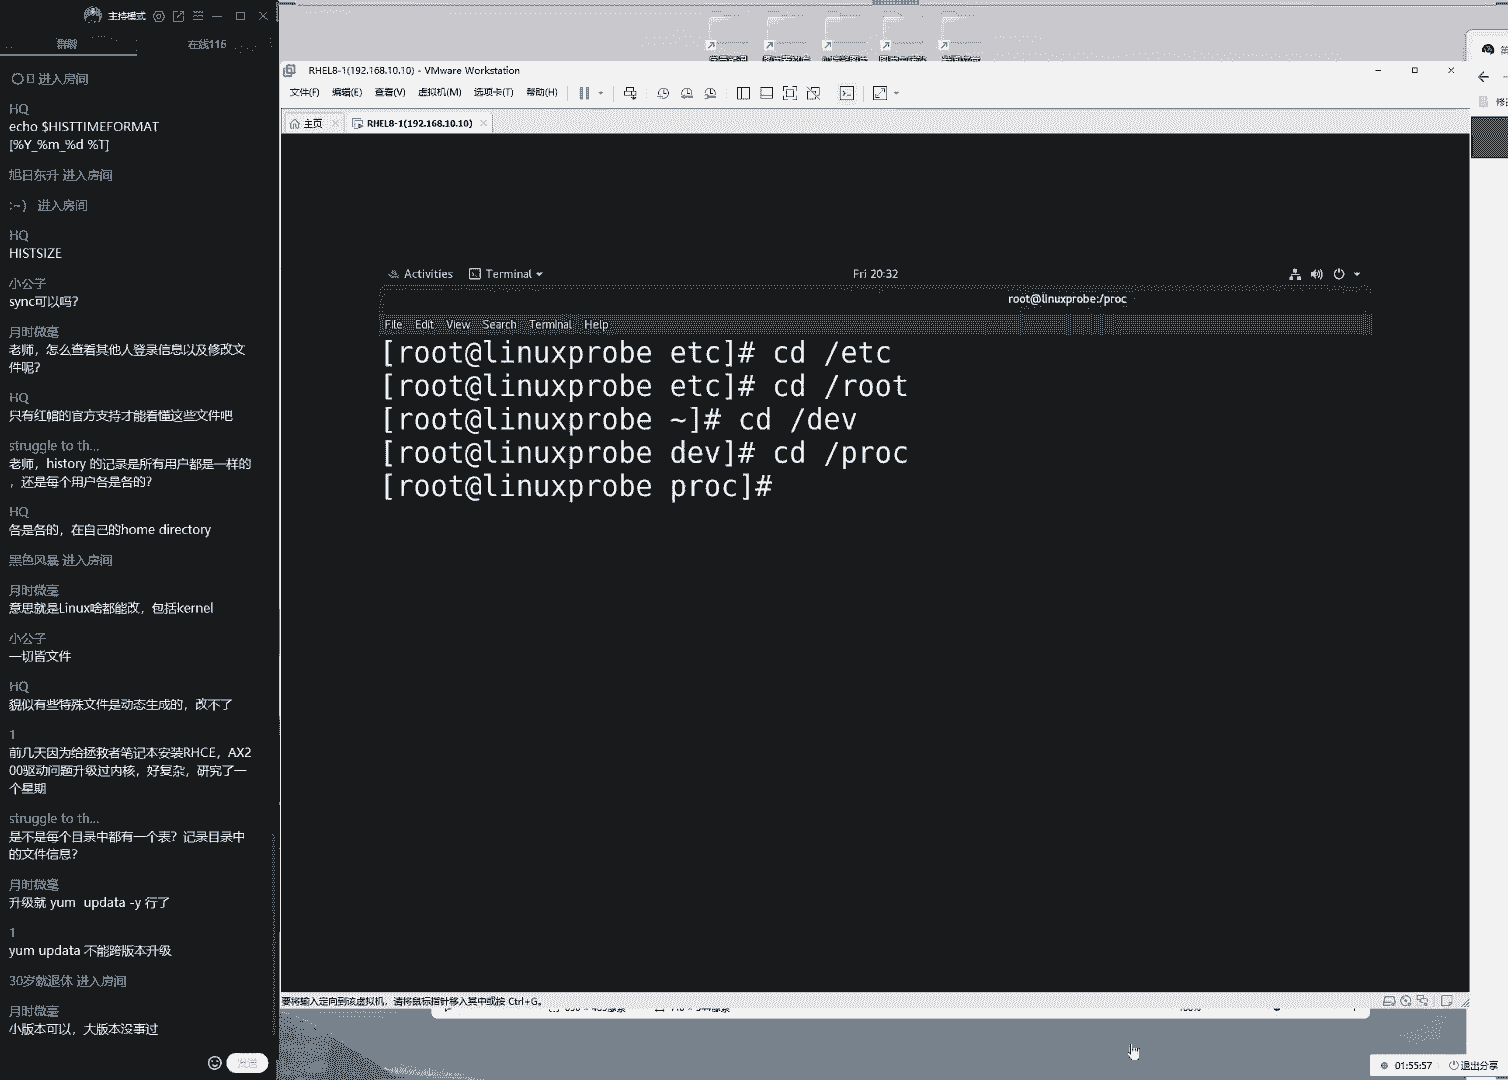 主持模式
群聊
在线116
进入房间
HQ
echo $HISTTIMEFORMAT
[%Y_%m_%d %T]
旭日东升 进入房间
:~） 进入房间
HQ
HISTSIZE
小公子
sync可以吗?
月时微毫
老师，怎么查看其他人登录信息以及修改文
件呢?
HQ
只有红帽的官方支持才能看懂这些文件吧
struggle to th...
老师，history 的记录是所有用户都是一样的
，还是每个用户各是各的?
HQ
各是各的，在自己的home directory
黑色风暴 进入房间
月时微毫
意思就是Linux啥都能改，包括kernel
小公子
一切皆文件
HQ
貌似有些特殊文件是动态生成的，改不了
1
前几天因为给拯救者笔记本安装RHCE，AX2
00驱动问题升级过内核，好复杂，研究了一
个星期
struggle to th...
是不是每个目录中都有一个表？记录目录中
的文件信息?
月时微毫
升级就 yum  updata -y 行了
1
yum updata 不能跨版本升级
30岁就退休 进入房间
月时微毫
小版本可以，大版本没事过
发送
RHEL8-1(192.168.10.10) - VMware Workstation
文件(F) 编辑(E) 查看(V) 虚拟机(M) 选项卡(T) 帮助(H)
主页
RHEL8-1(192.168.10.10)
Activities Terminal
Fri 20:32
root@linuxprobe:/proc
File Edit View Search Terminal Help
[root@linuxprobe etc]# cd /etc
[root@linuxprobe etc]# cd /root
[root@linuxprobe ~]# cd /dev
[root@linuxprobe dev]# cd /proc
[root@linuxprobe proc]#
要将输入定向到该虚拟机，请将鼠标指针移入其中或按 Ctrl+G。
01:55:57
退出分享